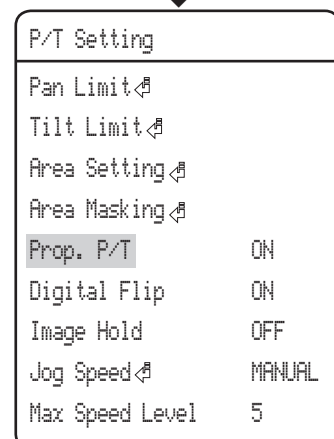 P/T Setting
Pan Limit⏎
Tilt Limit⏎
Area Setting⏎
Area Masking⏎
Prop. P/T ON
Digital Flip ON
Image Hold OFF
Jog Speed⏎ MANUAL
Max Speed Level 5